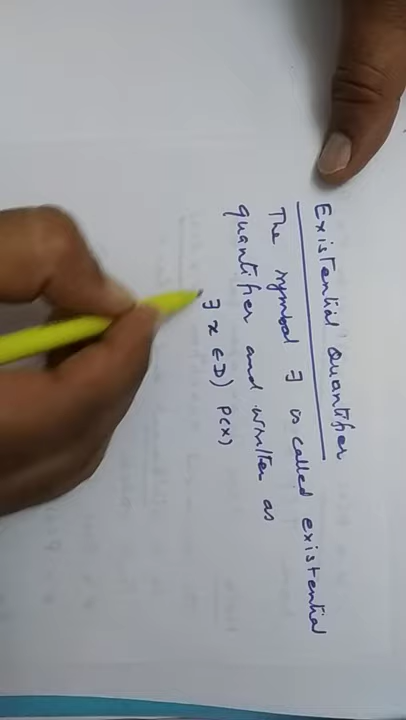 Existential Quantifier
The symbol ∃ is called existential
quantifier and written as
∃ x ∈ D) P(x)